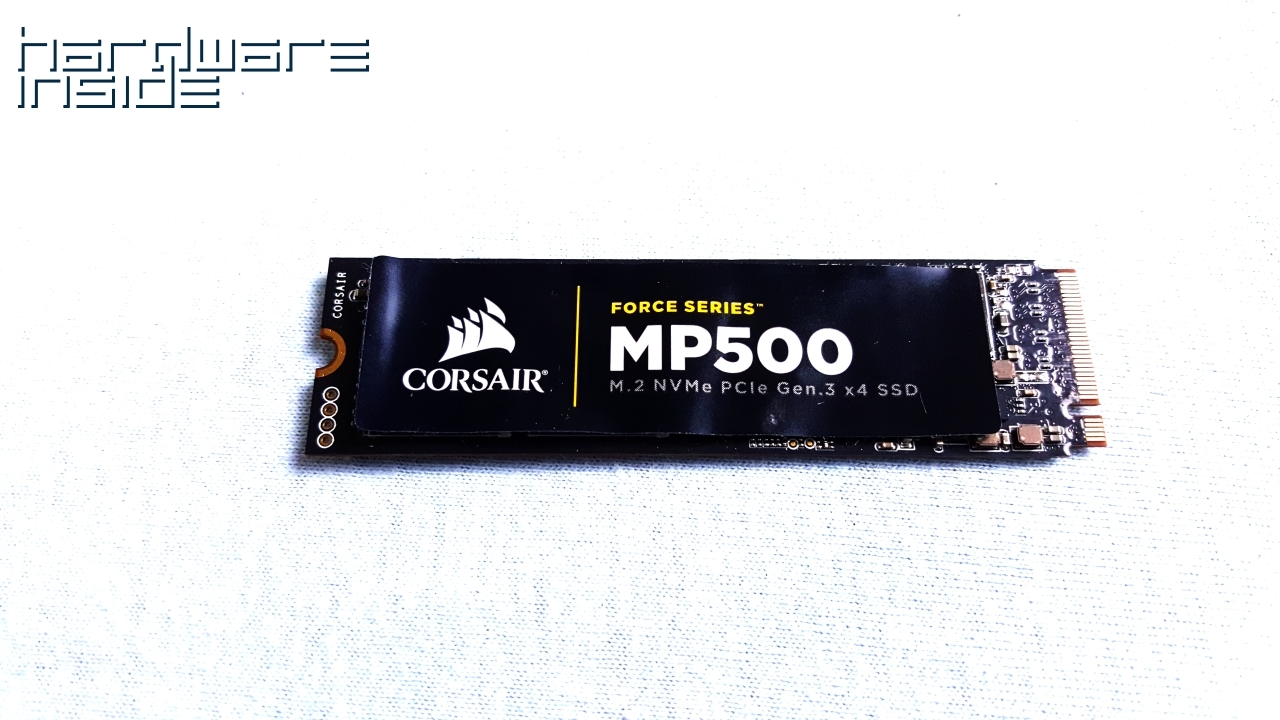 hardware
inside
CORSAIR
CORSAIR®
FORCE SERIES™
MP500
M.2 NVMe PCIe Gen.3 x4 SSD